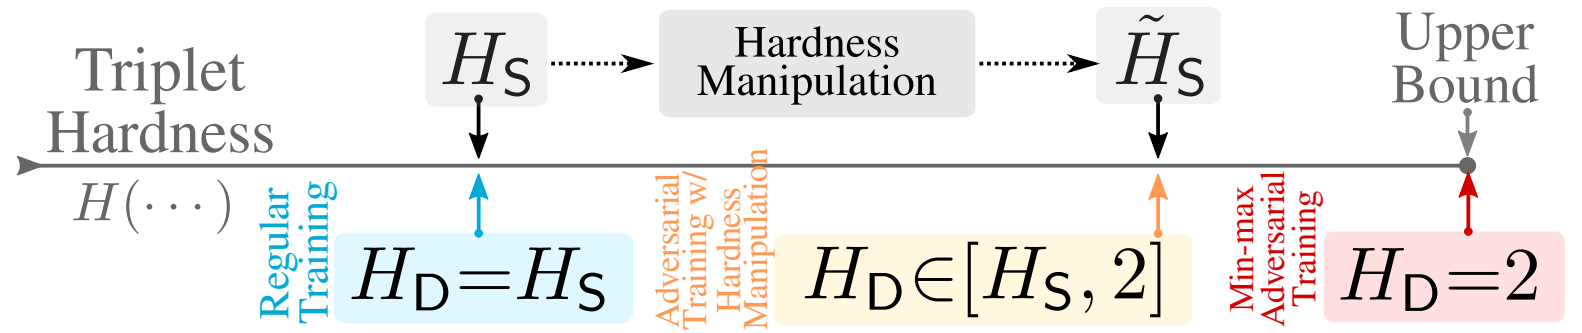 Triplet
Hardness
H(···)
H_S
Hardness
Manipulation
H̃_S
Upper
Bound
Regular
Training
H_D=H_S
Adversarial
Training w/
Hardness
Manipulation
H_D∈[H_S, 2]
Min-max
Adversarial
Training
H_D=2